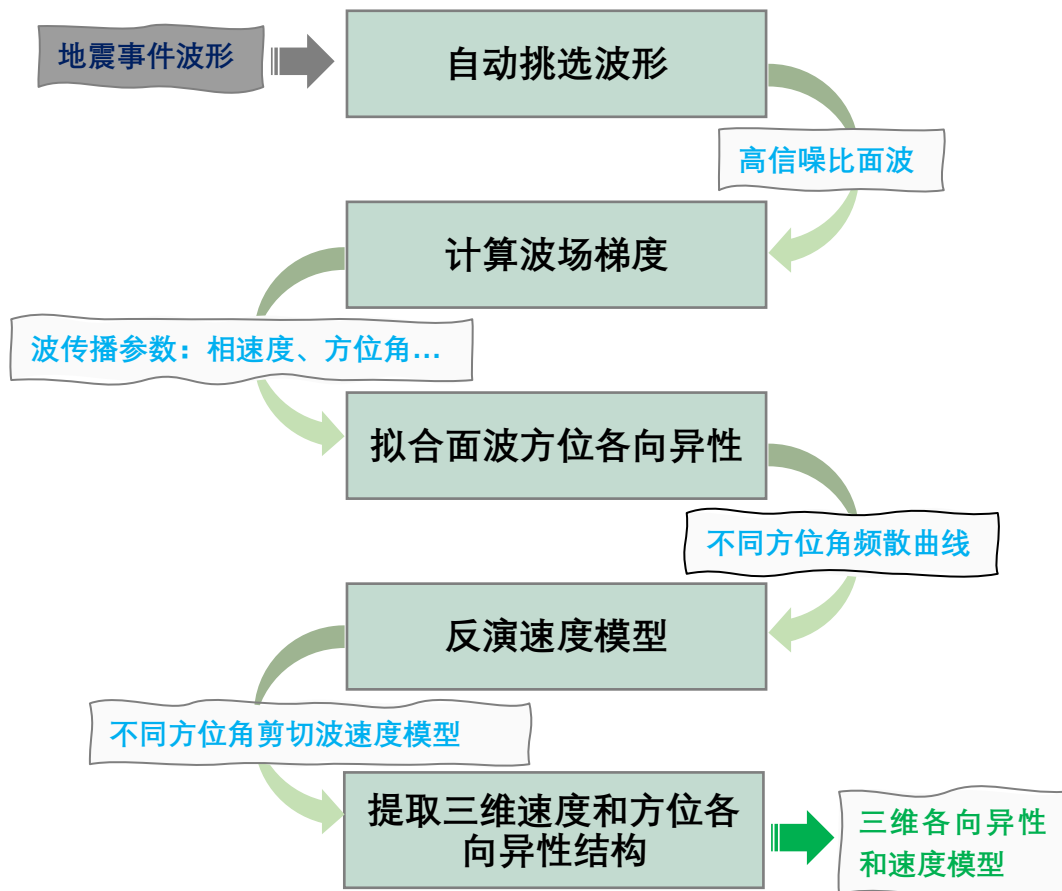 地震事件波形
自动挑选波形
高信噪比面波
计算波场梯度
波传播参数：相速度、方位角...
拟合面波方位各向异性
不同方位角频散曲线
反演速度模型
不同方位角剪切波速度模型
提取三维速度和方位各
向异性结构
三维各向异性
和速度模型